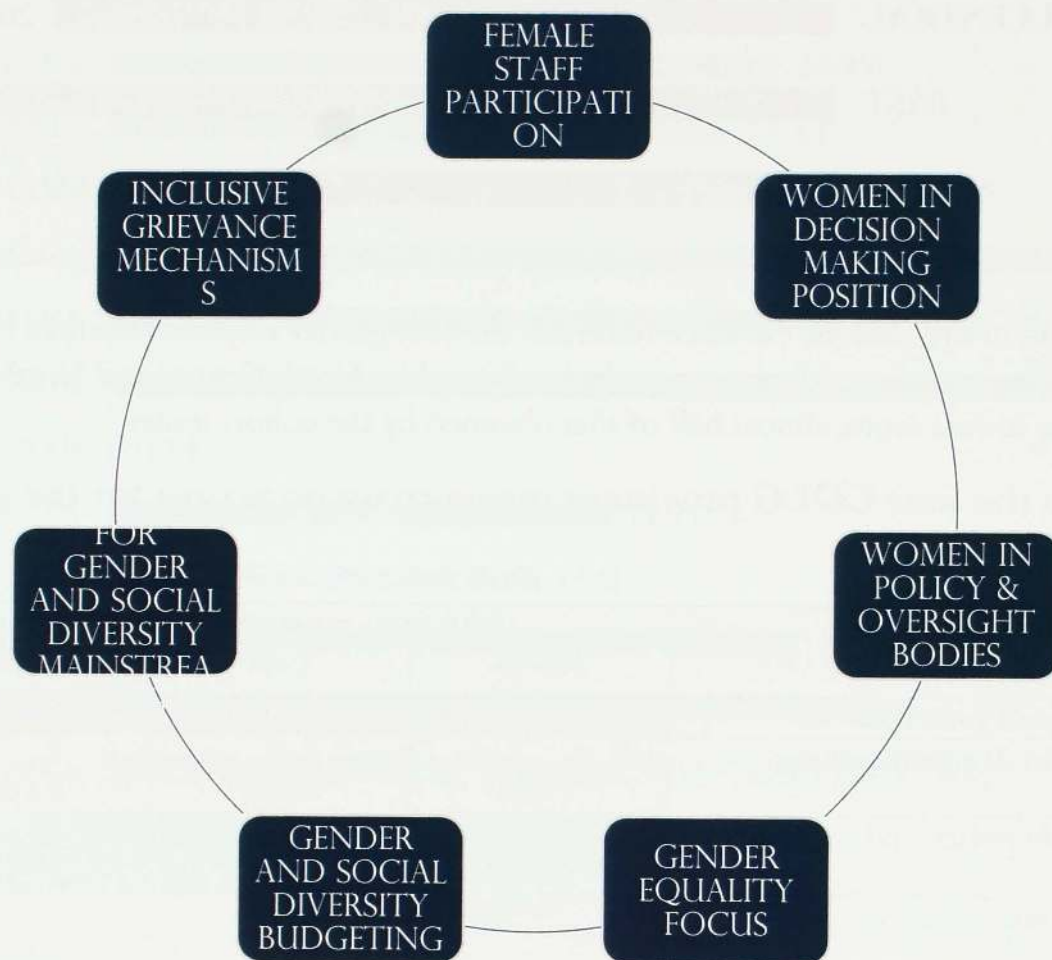 FEMALE
STAFF
PARTICIPATI
ON
WOMEN IN
DECISION
MAKING
POSITION
WOMEN IN
POLICY &
OVERSIGHT
BODIES
GENDER
EQUALITY
FOCUS
GENDER
AND SOCIAL
DIVERSITY
BUDGETING
FOR
GENDER
AND SOCIAL
DIVERSITY
MAINSTREA
INCLUSIVE
GRIEVANCE
MECHANISM
S